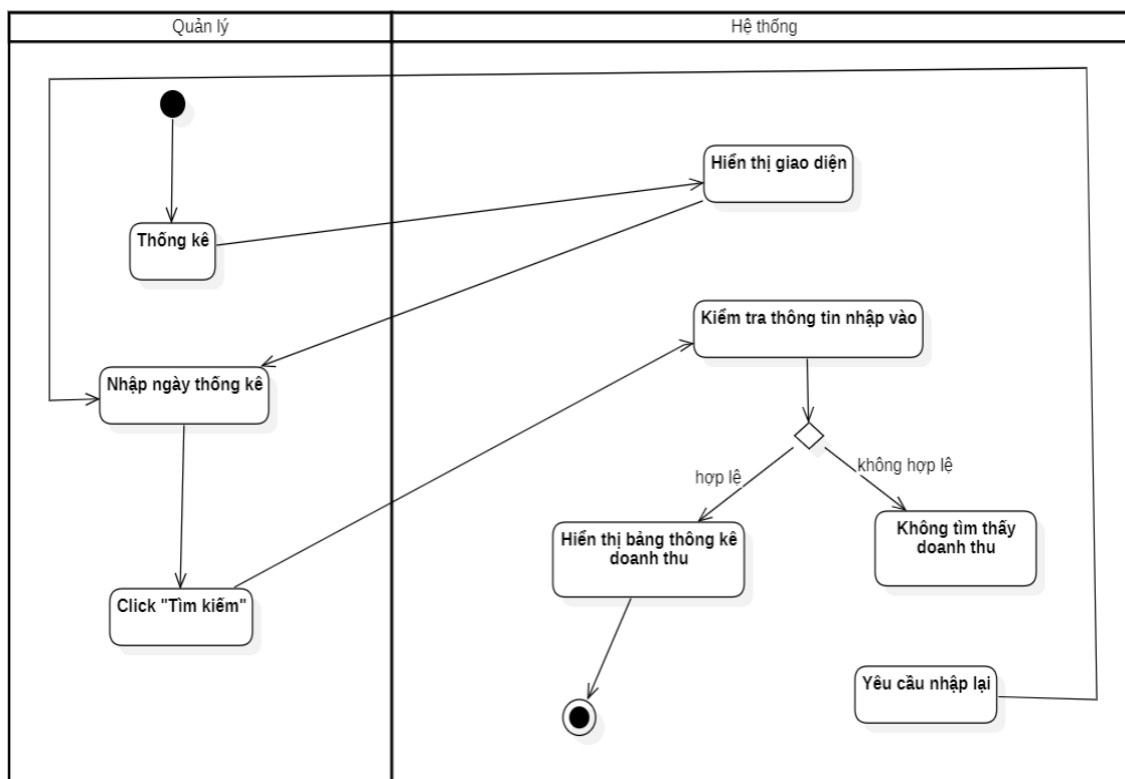 Quản lý
Hệ thống
Hiển thị giao diện
Thống kê
Kiểm tra thông tin nhập vào
Nhập ngày thống kê
hợp lệ
không hợp lệ
Hiển thị bảng thông kê
doanh thu
Không tìm thấy
doanh thu
Click "Tìm kiếm"
Yêu cầu nhập lại